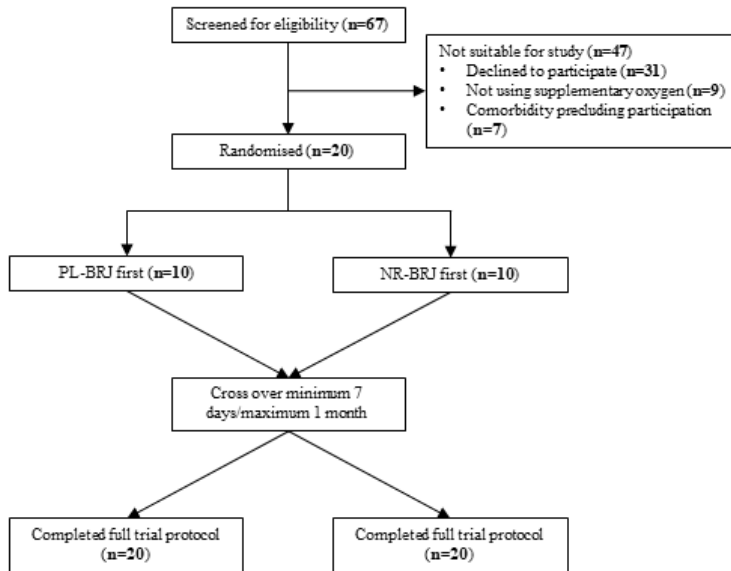 Screened for eligibility (n=67)
Not suitable for study (n=47)
• Declined to participate (n=31)
• Not using supplementary oxygen (n=9)
• Comorbidity precluding participation
(n=7)
Randomised (n=20)
PL-BRJ first (n=10)
NR-BRJ first (n=10)
Cross over minimum 7
days/maximum 1 month
Completed full trial protocol
(n=20)
Completed full trial protocol
(n=20)